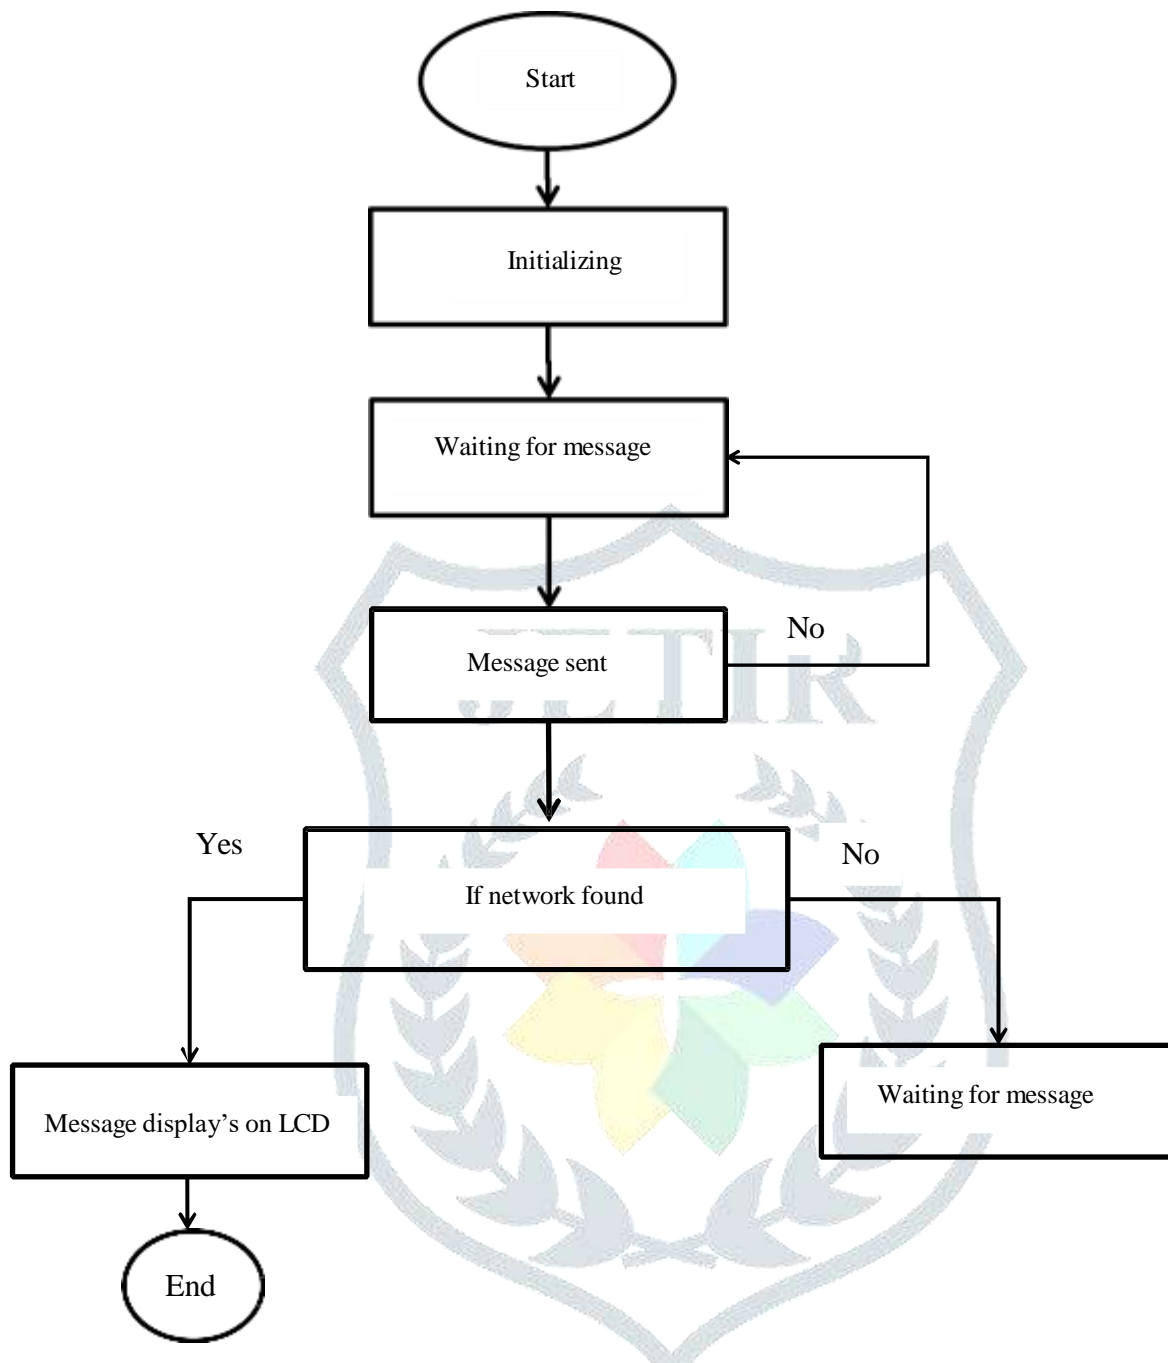 Start
Initializing
Waiting for message
No
Message sent
JETIR
Yes
No
If network found
Waiting for message
Message display’s on LCD
End